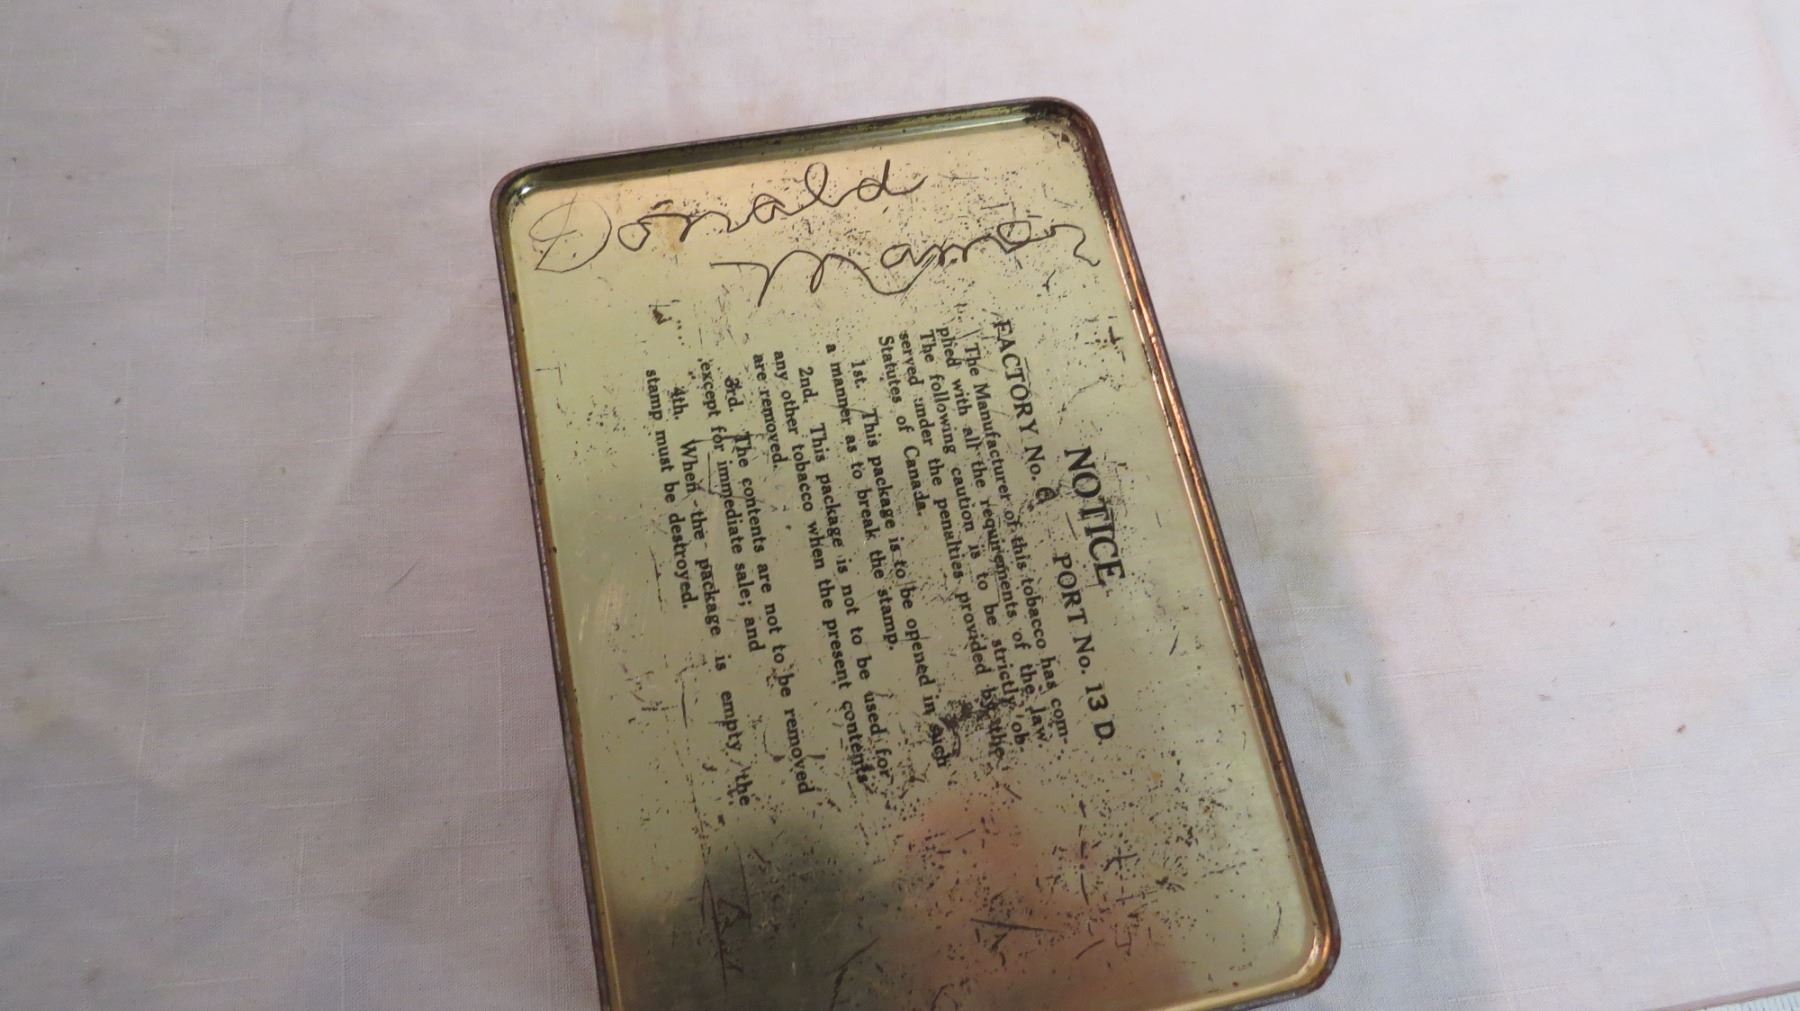 Donald
NOTICE
FACTORY No. 6 PORT No. 13 D.
The Manufacturer of this tobacco has com-
plied with all the requirements of the law.
The following caution is to be strictly ob-
served under the penalties provided by the
Statutes of Canada.
1st. This package is to be opened in such
a manner as to break the stamp.
2nd. This package is not to be used for
any other tobacco when the present contents
are removed.
3rd. The contents are not to be removed
except for immediate sale; and
4th. When the package is empty the
stamp must be destroyed.